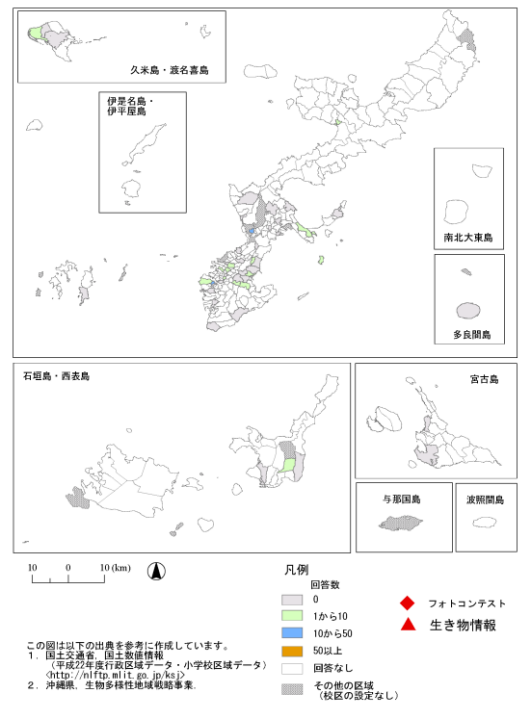 久米島・渡名喜島
伊是名島・
伊平屋島
南北大東島
多良間島
石垣島・西表島
宮古島
与那国島
波照間島
10 0 10 (km)
凡例
回答数
0
1から10
10から50
50以上
回答なし
その他の区域
(校区の設定なし)
フォトコンテスト
生き物情報
この図は以下の出典を参考に作成しています。
1. 国土交通省．国土数値情報
(平成22年度行政区域データ・小学校区域データ)
<http://nlftp.mlit.go.jp/ksj>
2. 沖縄県．生物多様性地域戦略事業．